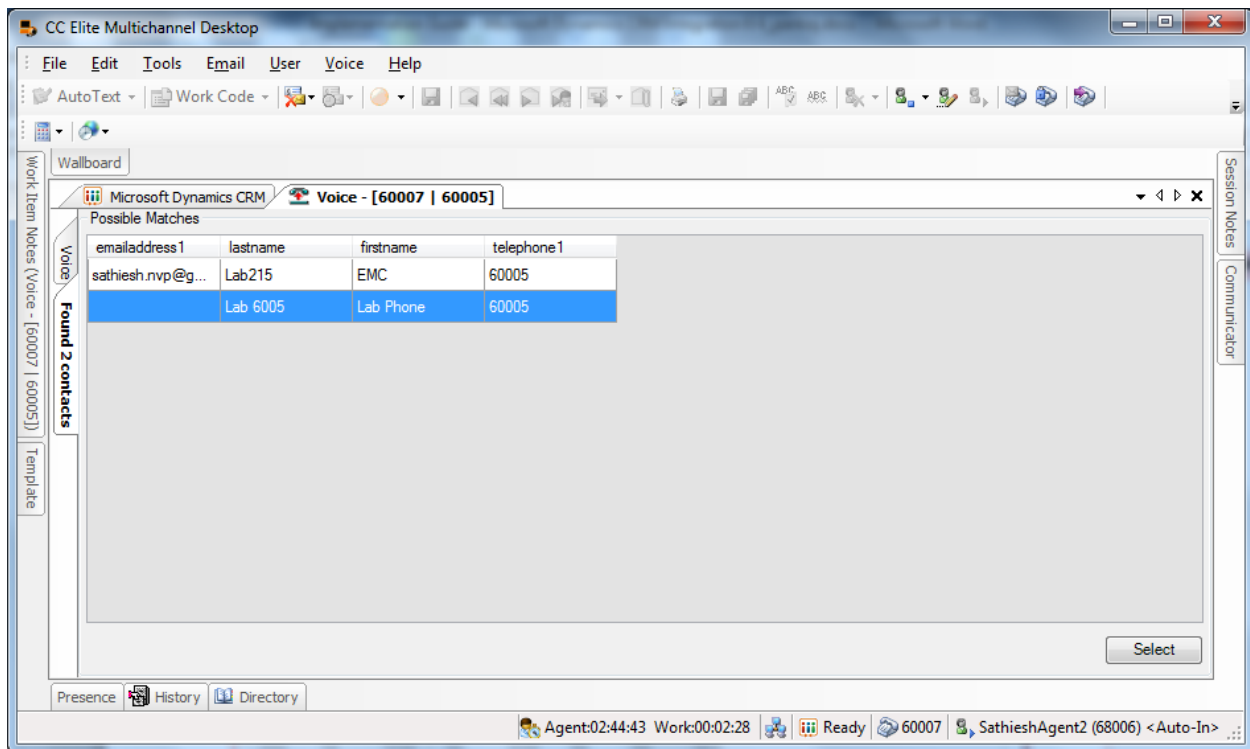 CC Elite Multichannel Desktop
File Edit Tools Email User Voice Help
AutoText Work Code
Wallboard
Microsoft Dynamics CRM Voice - [60007 | 60005]
Possible Matches
emailaddress1 lastname firstname telephone1
sathiesh.nvp@g... Lab215 EMC 60005
Lab 6005 Lab Phone 60005
Voice
Found 2 contacts
Work Item Notes (Voice - [60007 | 60005])
Template
Session Notes
Communicator
Select
Presence History Directory
Agent:02:44:43 Work:00:02:28 Ready 60007 SathieshAgent2 (68006) <Auto-In>